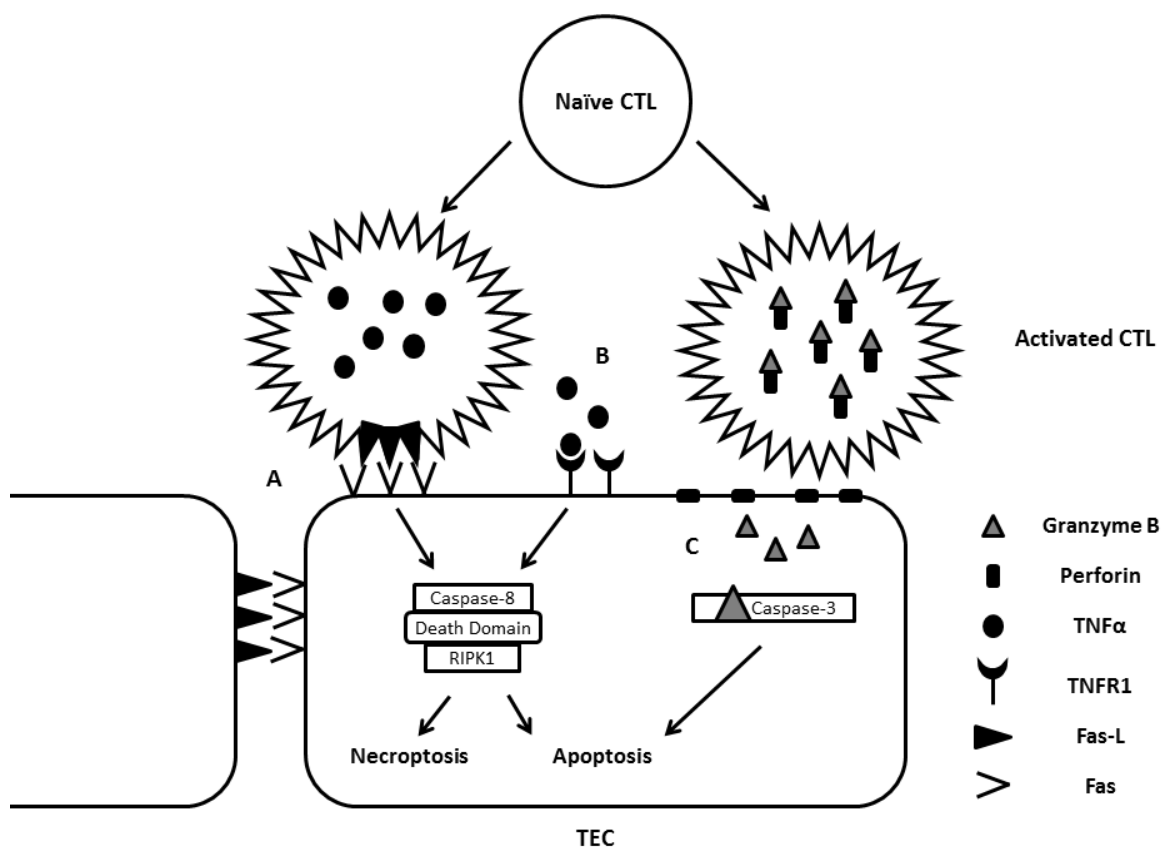 Naïve CTL
Activated CTL
B
A
C
Granzyme B
Perforin
TNFα
TNFR1
Fas-L
Fas
Caspase-8
Death Domain
RIPK1
Caspase-3
Necroptosis
Apoptosis
TEC